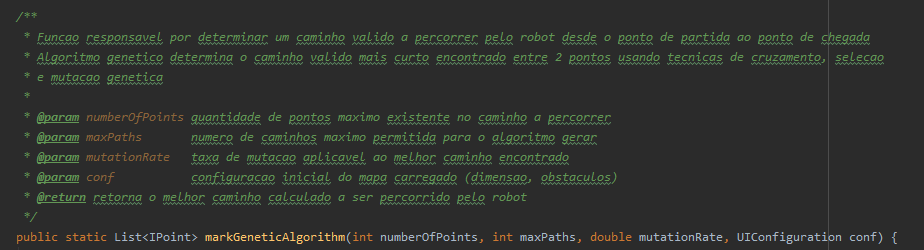 /**
 * Funcao responsavel por determinar um caminho valido a percorrer pelo robot desde o ponto de partida ao ponto de chegada
 * Algoritmo genetico determina o caminho valido mais curto encontrado entre 2 pontos usando tecnicas de cruzamento, selecao
 * e mutacao genetica
 *
 * @param numberOfPoints quantidade de pontos maximo existente no caminho a percorrer
 * @param maxPaths       numero de caminhos maximo permitida para o algoritmo gerar
 * @param mutationRate   taxa de mutacao aplicavel ao melhor caminho encontrado
 * @param conf           configuracao inicial do mapa carregado (dimensao, obstaculos)
 * @return retorna o melhor caminho calculado a ser percorrido pelo robot
 */
public static List<IPoint> markGeneticAlgorithm(int numberOfPoints, int maxPaths, double mutationRate, UIConfiguration conf) {